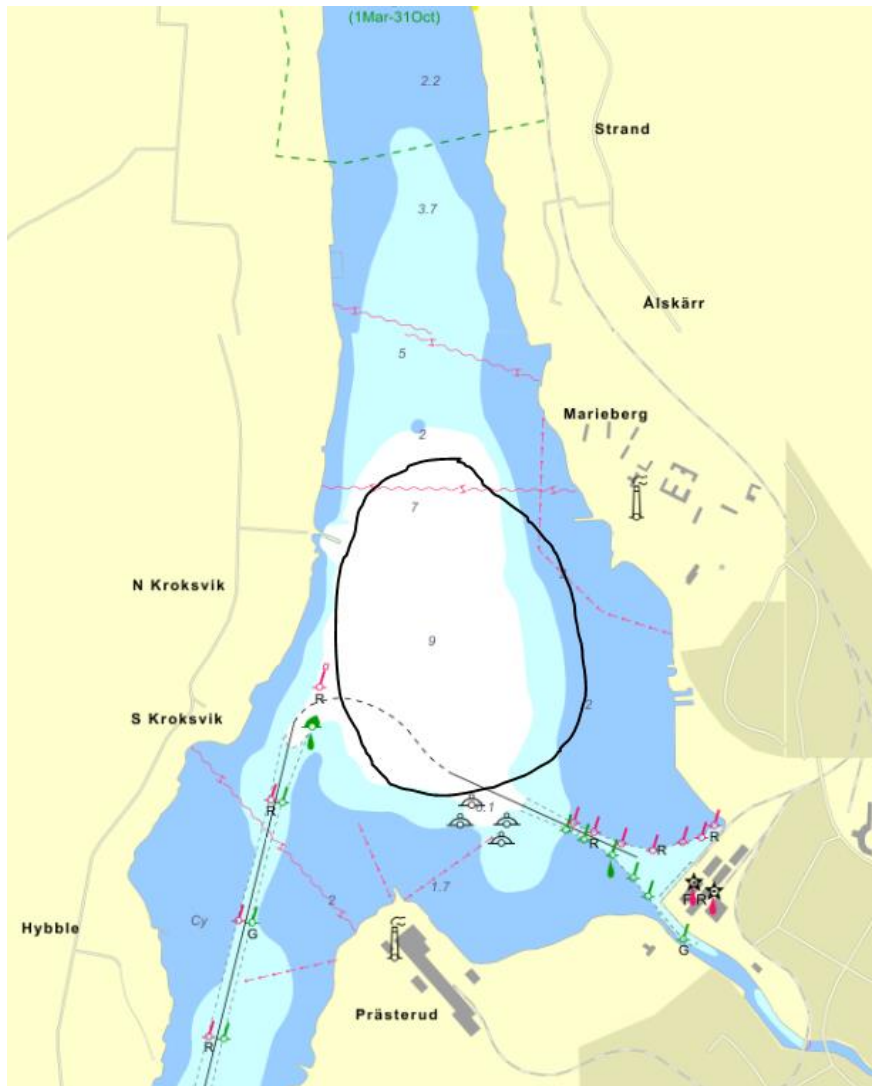 (1Mar-31Oct)
2.2
Strand
3.7
Ålskärr
5
Marieberg
2
7
N Kroksvik
9
R
2
S Kroksvik
R
R
R
R
F R
1.7
2
Cy
G
Hybble
G
Prästerud
R